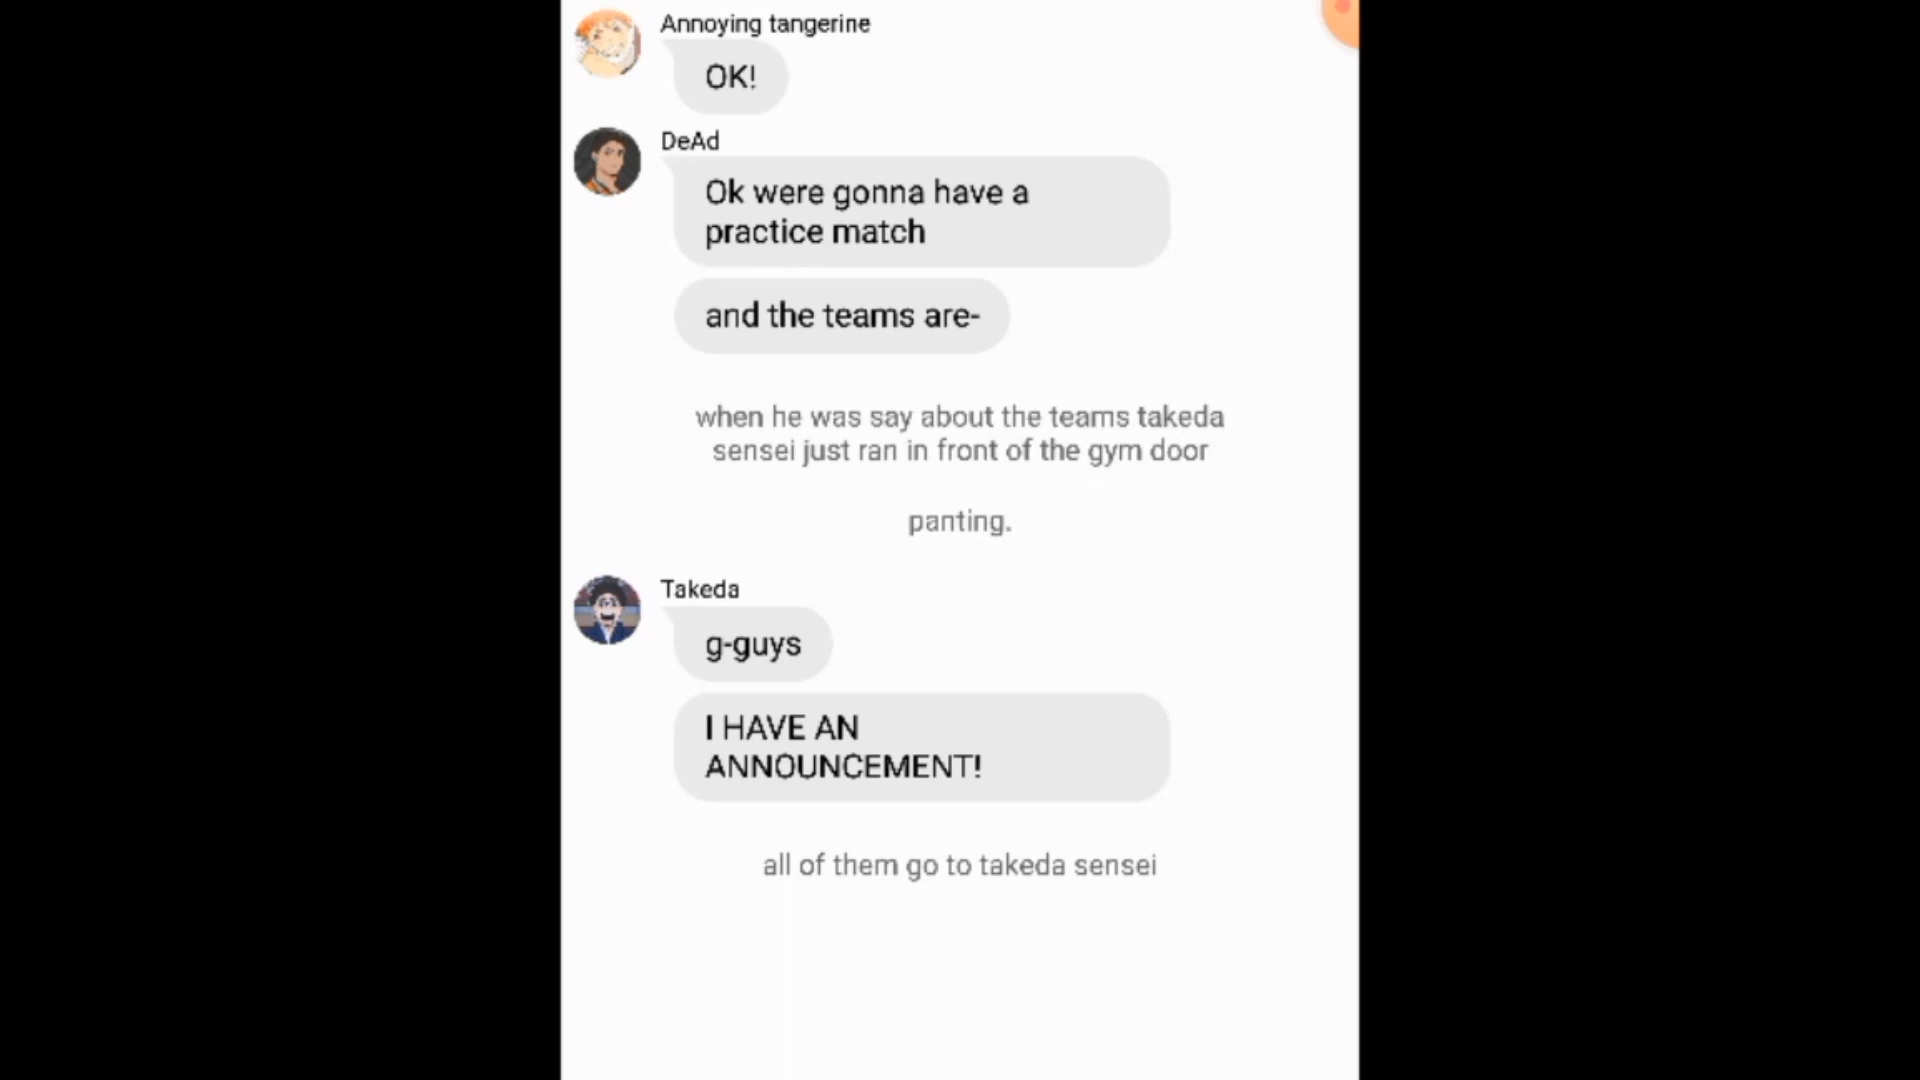 Annoying tangerine
OK!
DeAd
Ok were gonna have a
practice match
and the teams are-
when he was say about the teams takeda
sensei just ran in front of the gym door
panting.
Takeda
g-guys
I HAVE AN
ANNOUNCEMENT!
all of them go to takeda sensei